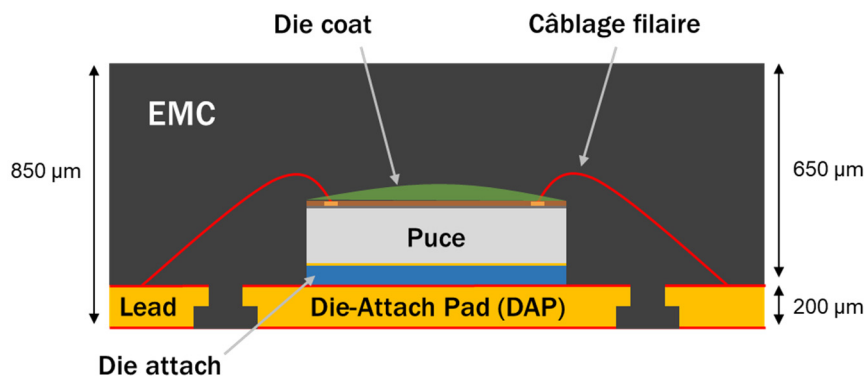 Die coat
Câblage filaire
EMC
850 µm
650 µm
Puce
Lead
Die-Attach Pad (DAP)
200 µm
Die attach